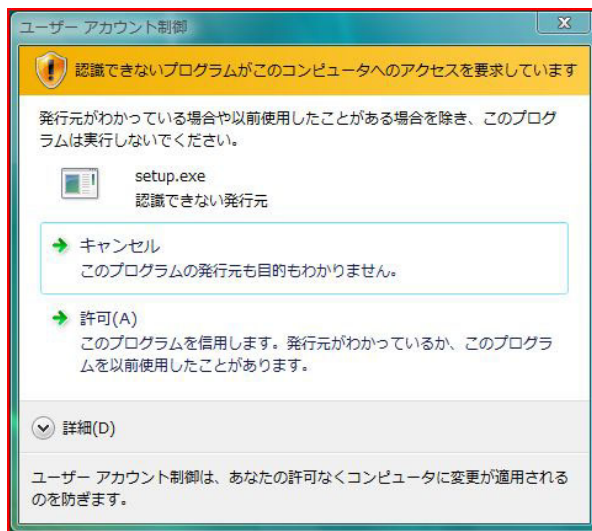 ユーザー アカウント制御
認識できないプログラムがこのコンピュータへのアクセスを要求しています
発行元がわかっている場合や以前使用したことがある場合を除き、このプログ
ラムは実行しないでください。
setup.exe
認識できない発行元
キャンセル
このプログラムの発行元も目的もわかりません。
許可(A)
このプログラムを信用します。発行元がわかっているか、このプログラ
ムを以前使用したことがあります。
詳細(D)
ユーザー アカウント制御は、あなたの許可なくコンピュータに変更が適用される
のを防ぎます。